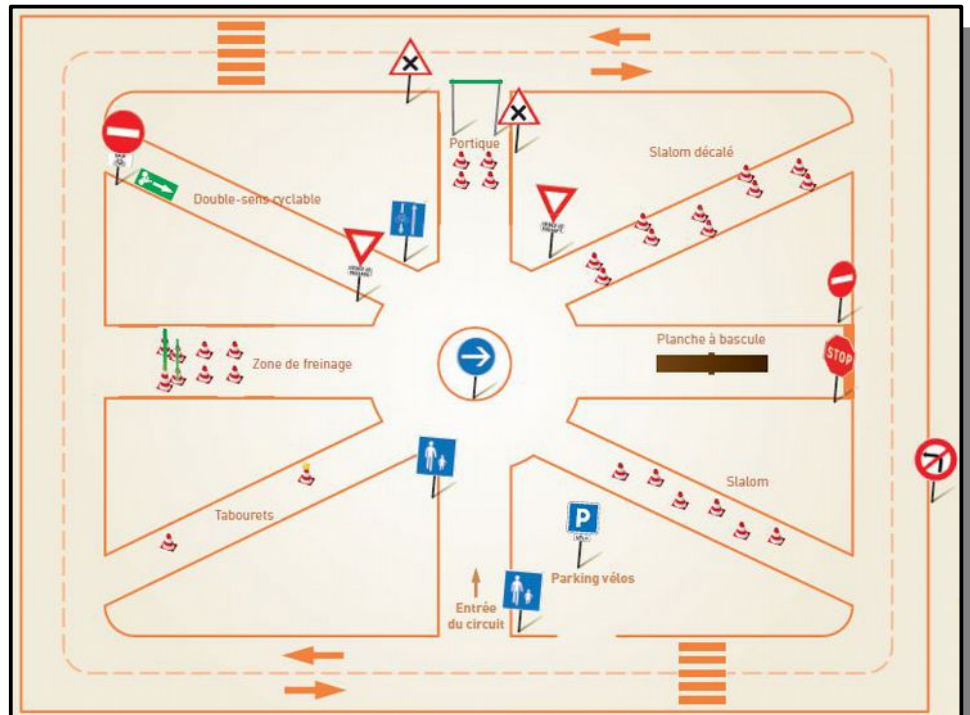 Portique
Slalom décalé
Double-sens cyclable
Planche à bascule
Zone de freinage
STOP
Slalom
Tabourets
P
Parking vélos
Entrée
du circuit